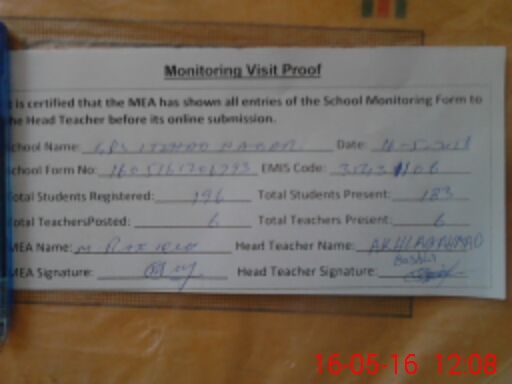 Monitoring Visit Proof
is certified that the MEA has shown all entries of the School Monitoring Form to
he Head Teacher before its online submission.
chool Name: GPS Date:
chool Form No: EMIS Code:
otal Students Registered: 196 Total Students Present: 183
otal TeachersPosted: 6 Total Teachers Present: 6
MEA Name: Head Teacher Name: AKHLAQ AHMAD
MEA Signature: Head Teacher Signature:
16-05-16 12:08